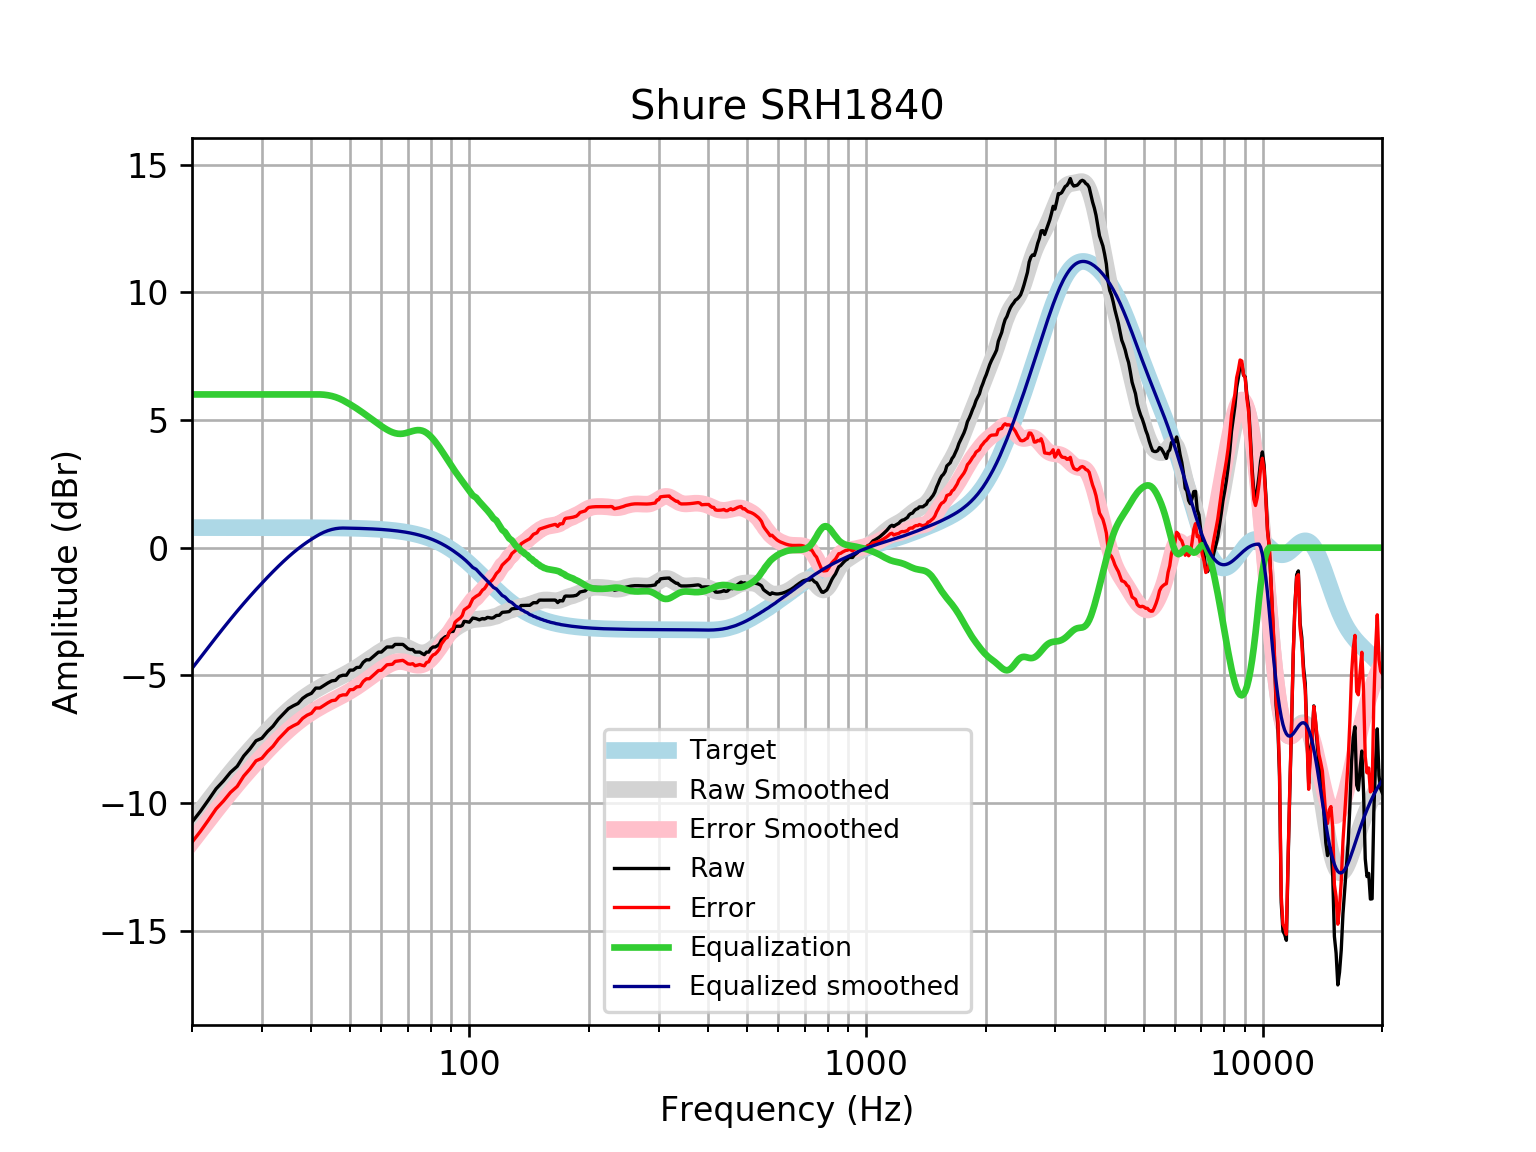 Shure SRH1840
15
10
5
0
−5
−10
−15
Amplitude (dBr)
Target
Raw Smoothed
Error Smoothed
Raw
Error
Equalization
Equalized smoothed
100 1000 10000
Frequency (Hz)